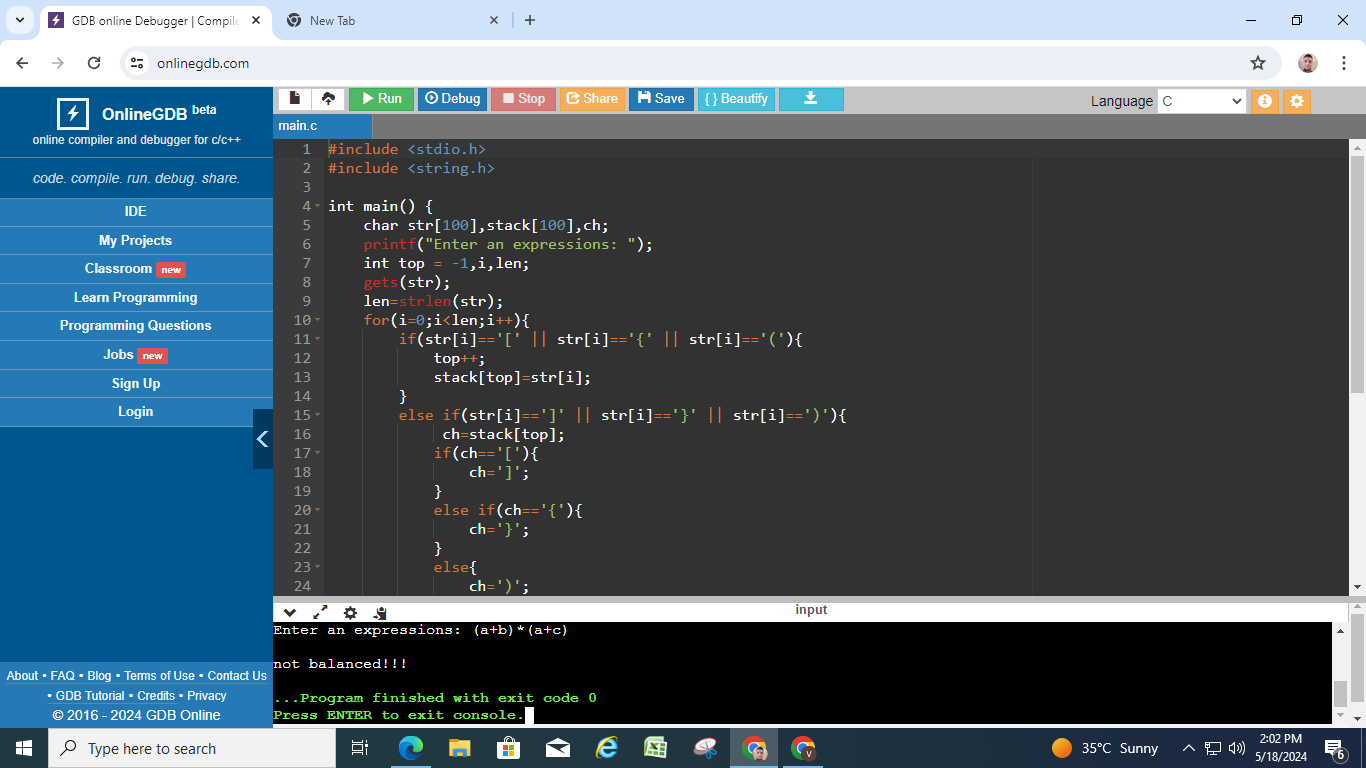 GDB online Debugger | Compile
New Tab
onlinegdb.com
OnlineGDB beta
online compiler and debugger for c/c++
code. compile. run. debug. share.
IDE
My Projects
Classroom new
Learn Programming
Programming Questions
Jobs new
Sign Up
Login
About • FAQ • Blog • Terms of Use • Contact Us
• GDB Tutorial • Credits • Privacy
© 2016 - 2024 GDB Online
Run Debug Stop Share Save { } Beautify
Language C
main.c
1 #include <stdio.h>
2 #include <string.h>
3
4 int main() {
5 char str[100],stack[100],ch;
6 printf("Enter an expressions: ");
7 int top = -1,i,len;
8 gets(str);
9 len=strlen(str);
10 for(i=0;i<len;i++){
11 if(str[i]=='[' || str[i]=='{' || str[i]=='('){
12 top++;
13 stack[top]=str[i];
14 }
15 else if(str[i]==']' || str[i]=='}' || str[i]==')'){
16 ch=stack[top];
17 if(ch=='['){
18 ch=']';
19 }
20 else if(ch=='{'){
21 ch='}';
22 }
23 else{
24 ch=')';
input
Enter an expressions: (a+b)*(a+c)
not balanced!!!
...Program finished with exit code 0
Press ENTER to exit console.
Type here to search
35°C Sunny
2:02 PM
5/18/2024
6